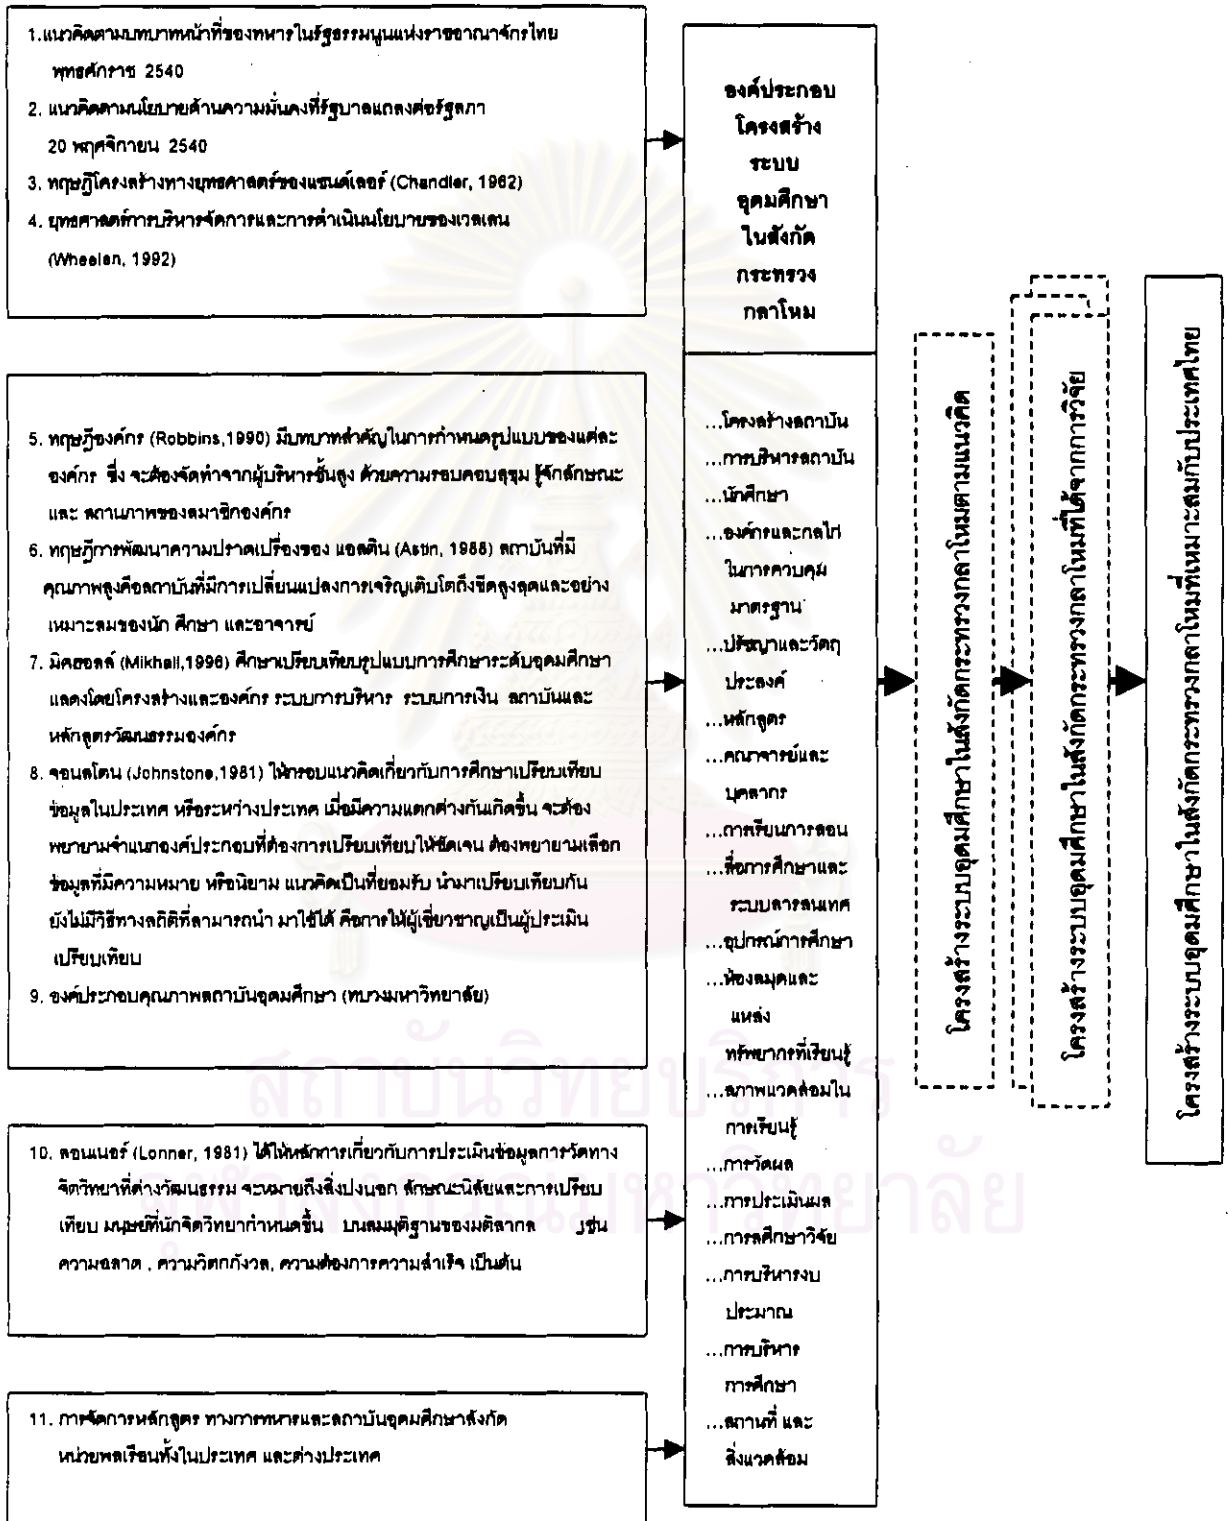 1.แนวคิดตามบทบาทหน้าที่ของทหารในรัฐธรรมนูนแห่งราชอาณาจักรไทย
พุทธศักราช 2540
2. แนวคิดตามนโยบายด้านความมั่นคงที่รัฐบาลแถลงต่อรัฐสภา
20 พฤศจิกายน 2540
3. ทฤษฎีโครงสร้างทางยุทธศาสตร์ของแชนด์เลอร์ (Chandler, 1962)
4. ยุทธศาสตร์การบริหารจัดการและการดำเนินนโยบายของเวลเลน
(Wheelen, 1992)
5. ทฤษฎีองค์กร (Robbins,1990) มีบทบาทสำคัญในการกำหนดรูปแบบของแต่ละ
องค์กร ซึ่ง จะต้องจัดทำจากผู้บริหารชั้นสูง ด้วยความรอบคอบสุขุม รู้จักลักษณะ
และ สถานภาพของสมาชิกองค์กร
6. ทฤษฎีการพัฒนาความปราดเปรื่องของ แอสติน (Astin, 1988) สถาบันที่มี
คุณภาพสูงคือสถาบันที่มีการเปลี่ยนแปลงการเจริญเติบโตถึงขีดสูงสุดและอย่าง
เหมาะสมของนัก ศึกษา และอาจารย์
7. มิคฮอลล์ (Mikhail,1996) ศึกษาเปรียบเทียบรูปแบบการศึกษาระดับอุดมศึกษา
แสดงโดยโครงสร้างและองค์กร ระบบการบริหาร ระบบการเงิน สถาบันและ
หลักสูตรวัฒนธรรมองค์กร
8. จอนสโตน (Johnstone,1981) ให้กรอบแนวคิดเกี่ยวกับการศึกษาเปรียบเทียบ
ข้อมูลในประเทศ หรือระหว่างประเทศ เมื่อมีความแตกต่างกันเกิดขึ้น จะต้อง
พยายามจำแนกองค์ประกอบที่ต้องการเปรียบเทียบให้ชัดเจน ต้องพยายามเลือก
ข้อมูลที่มีความหมาย หรือนิยาม แนวคิดเป็นที่ยอมรับ นำมาเปรียบเทียบกัน
ยังไม่มีวิธีทางสถิติที่สามารถนำ มาใช้ได้ คือการให้ผู้เชี่ยวชาญเป็นผู้ประเมิน
เปรียบเทียบ
9. องค์ประกอบคุณภาพสถาบันอุดมศึกษา (ทบวงมหาวิทยาลัย)
10. ลอนเนอร์ (Lonner, 1981) ได้ให้หลักการเกี่ยวกับการประเมินข้อมูลการวัดทาง
จิตวิทยาที่ต่างวัฒนธรรม จะหมายถึงสิ่งบ่งบอก ลักษณะนิสัยและการเปรียบ
เทียบ มนุษย์ที่นักจิตวิทยากำหนดขึ้น บนสมมุติฐานของมติสากล เช่น
ความฉลาด , ความวิตกกังวล, ความต้องการความสำเร็จ เป็นต้น
11. การจัดการหลักสูตร ทางการทหารและสถาบันอุดมศึกษาสังกัด
หน่วยพลเรือนทั้งในประเทศ และต่างประเทศ
องค์ประกอบ
โครงสร้าง
ระบบ
อุดมศึกษา
ในสังกัด
กระทรวง
กลาโหม
...โครงสร้างสถาบัน
...การบริหารสถาบัน
...นักศึกษา
...องค์กรและกลไก
ในการควบคุม
มาตรฐาน
...ปรัชญาและวัตถุ
ประสงค์
...หลักสูตร
...คณาจารย์และ
บุคลากร
...การเรียนการสอน
...สื่อการศึกษาและ
ระบบสารสนเทศ
...อุปกรณ์การศึกษา
...ห้องสมุดและ
แหล่ง
ทรัพยากรที่เรียนรู้
...สภาพแวดล้อมใน
การเรียนรู้
...การวัดผล
...การประเมินผล
...การศึกษาวิจัย
...การบริหารงบ
ประมาณ
...การบริหาร
การศึกษา
...สถานที่ และ
สิ่งแวดล้อม
โครงสร้างระบบอุดมศึกษาในสังกัดกระทรวงกลาโหมตามแนวคิด
โครงสร้างระบบอุดมศึกษาในสังกัดกระทรวงกลาโหมที่ได้จากการวิจัย
โครงสร้างระบบอุดมศึกษาในสังกัดกระทรวงกลาโหมที่เหมาะสมกับประเทศไทย
สถาบันวิทยบริการ
จุฬาลงกรณ์มหาวิทยาลัย